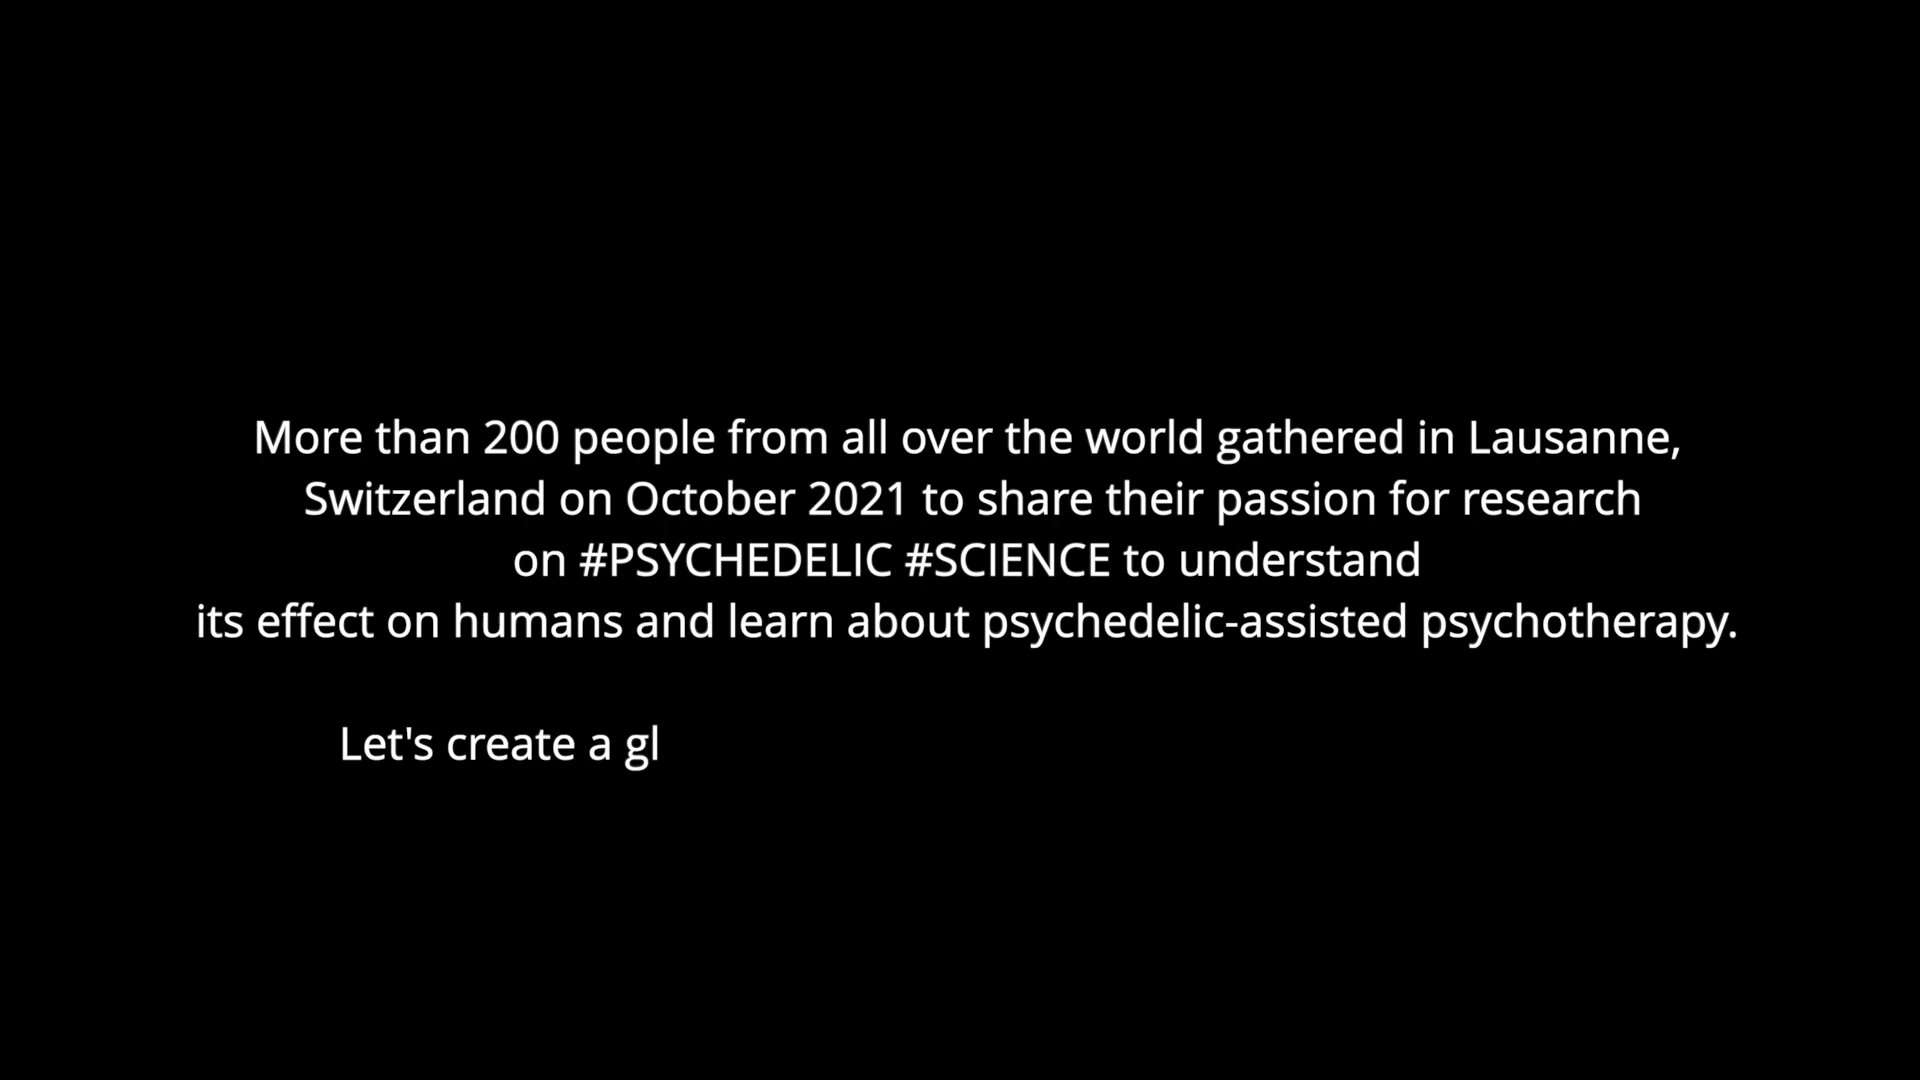 More than 200 people from all over the world gathered in Lausanne,
Switzerland on October 2021 to share their passion for research
on #PSYCHEDELIC #SCIENCE to understand
its effect on humans and learn about psychedelic-assisted psychotherapy.
Let's create a gl